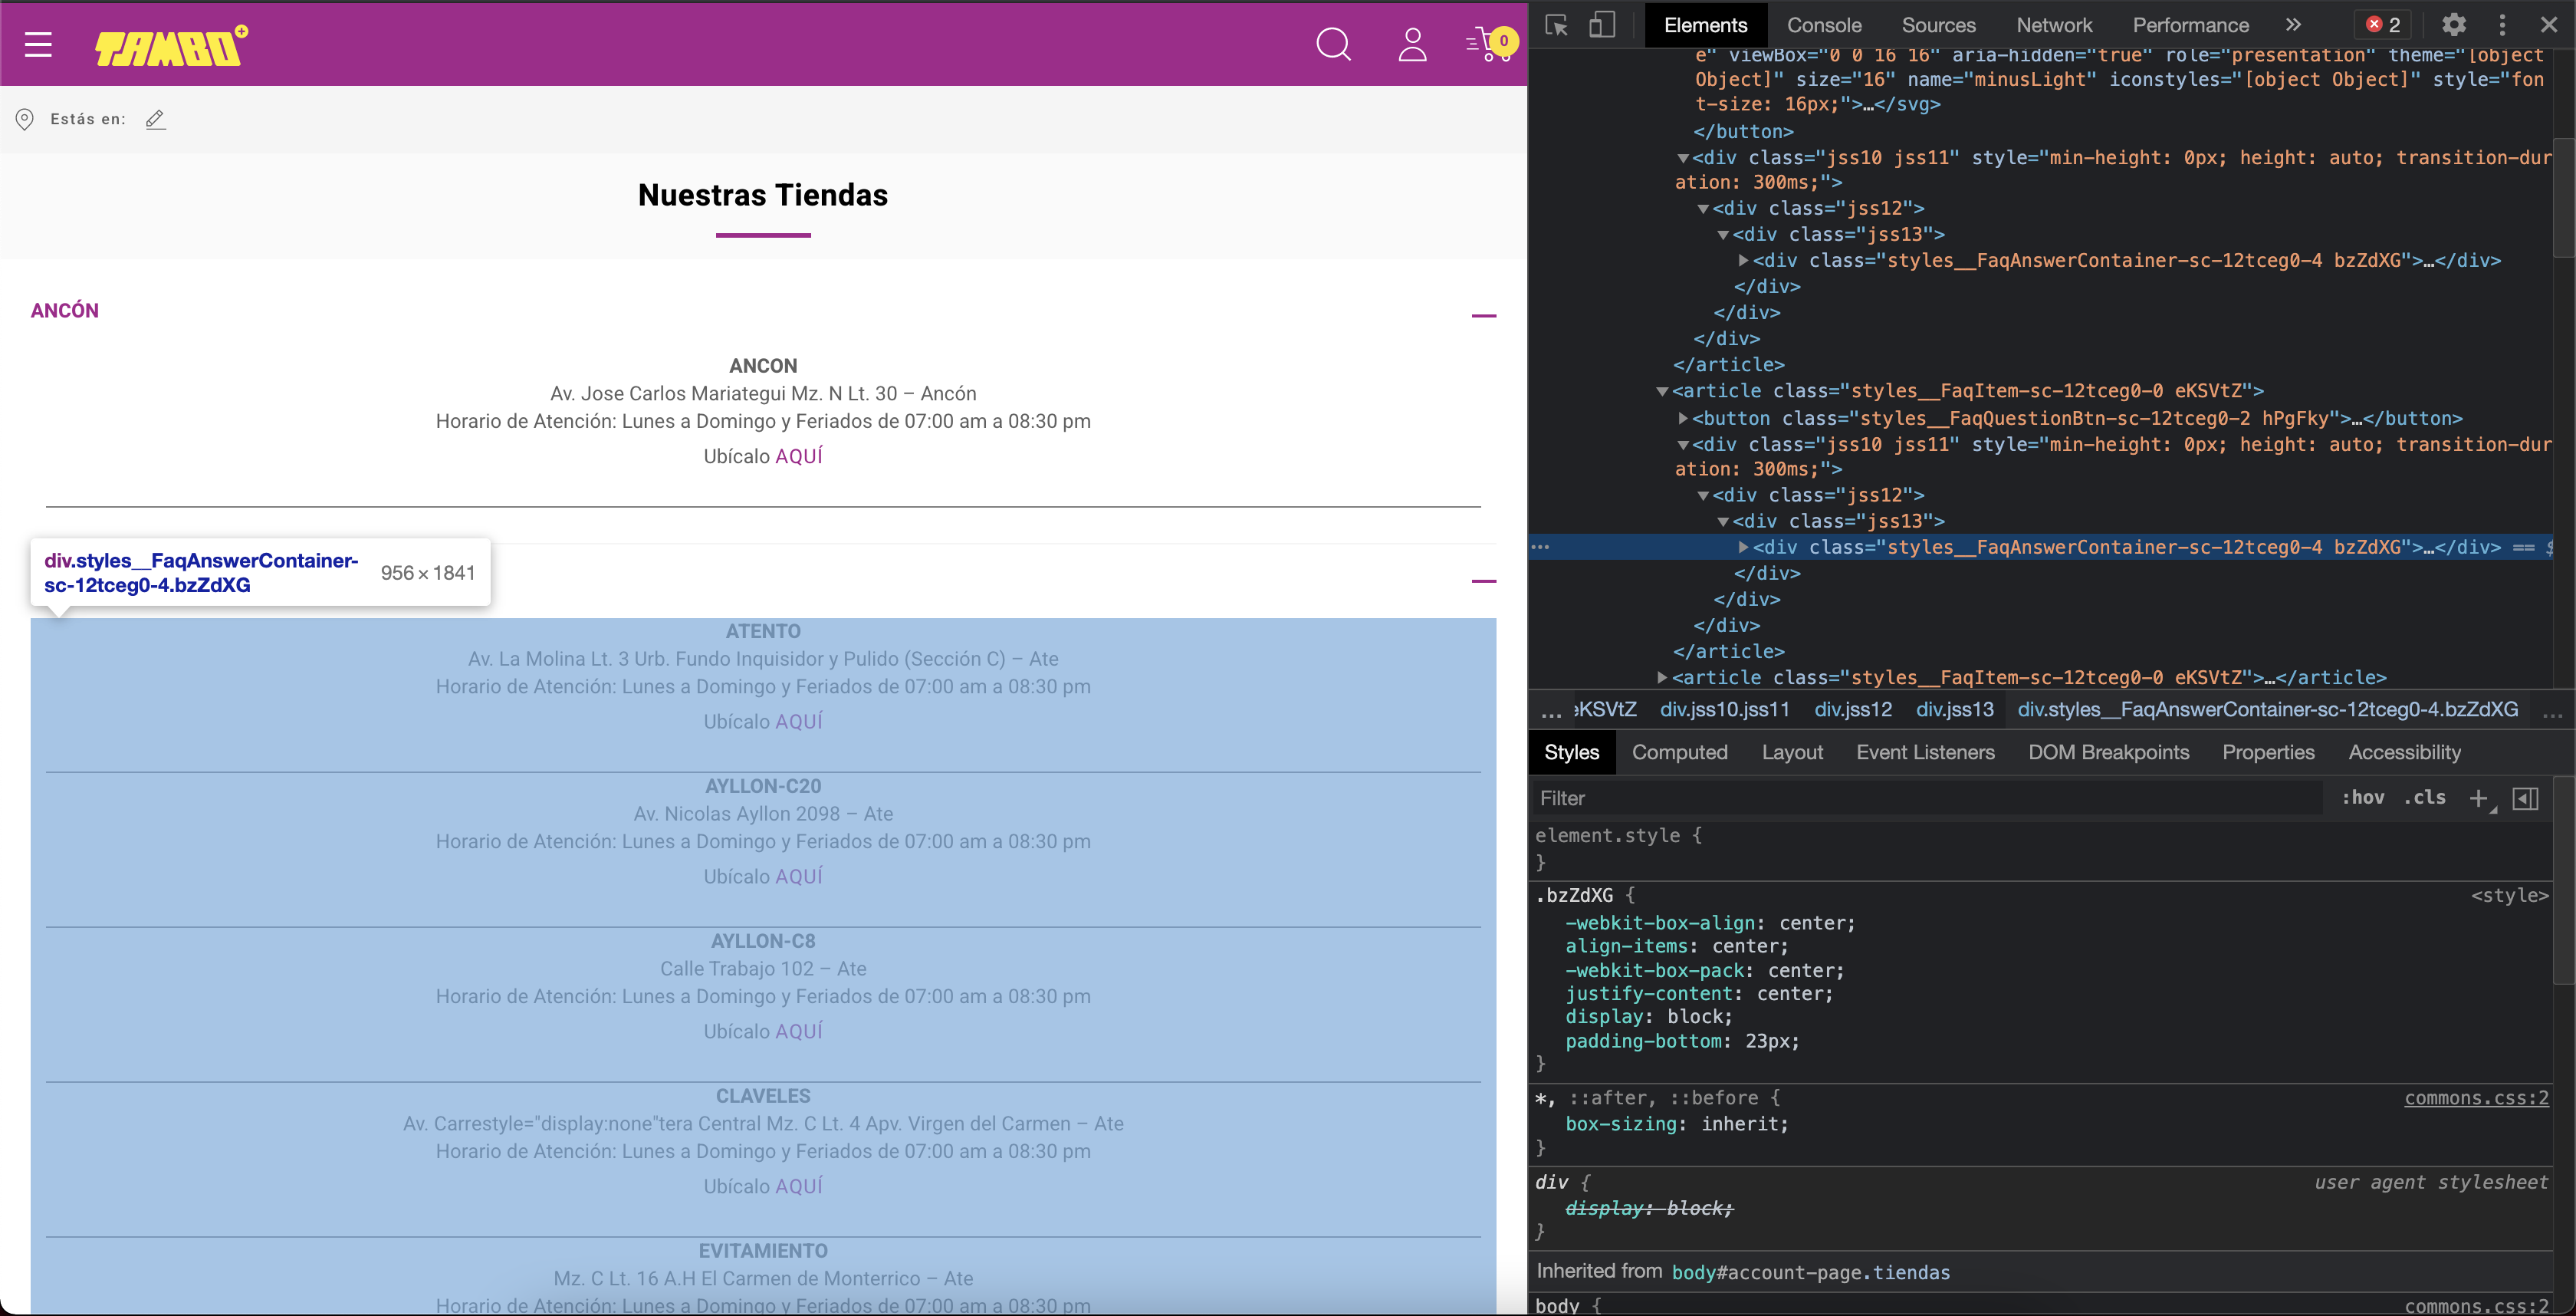 TAMBO+
0
Estás en:
Nuestras Tiendas
ANCÓN
ANCON
Av. Jose Carlos Mariategui Mz. N Lt. 30 – Ancón
Horario de Atención: Lunes a Domingo y Feriados de 07:00 am a 08:30 pm
Ubícalo AQUÍ
div.styles__FaqAnswerContainer-
sc-12tceg0-4.bzZdXG
956 × 1841
ATENTO
Av. La Molina Lt. 3 Urb. Fundo Inquisidor y Pulido (Sección C) – Ate
Horario de Atención: Lunes a Domingo y Feriados de 07:00 am a 08:30 pm
Ubícalo AQUÍ
AYLLON-C20
Av. Nicolas Ayllon 2098 – Ate
Horario de Atención: Lunes a Domingo y Feriados de 07:00 am a 08:30 pm
Ubícalo AQUÍ
AYLLON-C8
Calle Trabajo 102 – Ate
Horario de Atención: Lunes a Domingo y Feriados de 07:00 am a 08:30 pm
Ubícalo AQUÍ
CLAVELES
Av. Carrestyle="display:none"tera Central Mz. C Lt. 4 Apv. Virgen del Carmen – Ate
Horario de Atención: Lunes a Domingo y Feriados de 07:00 am a 08:30 pm
Ubícalo AQUÍ
EVITAMIENTO
Mz. C Lt. 16 A.H El Carmen de Monterrico – Ate
Horario de Atención: Lunes a Domingo y Feriados de 07:00 am a 08:30 pm
Elements Console Sources Network Performance » 2
e" viewBox="0 0 16 16" aria-hidden="true" role="presentation" theme="[object
Object]" size="16" name="minusLight" iconstyles="[object Object]" style="fon
t-size: 16px;">…</svg>
</button>
<div class="jss10 jss11" style="min-height: 0px; height: auto; transition-dur
ation: 300ms;">
<div class="jss12">
<div class="jss13">
<div class="styles__FaqAnswerContainer-sc-12tceg0-4 bzZdXG">…</div>
</div>
</div>
</div>
</article>
<article class="styles__FaqItem-sc-12tceg0-0 eKSVtZ">
<button class="styles__FaqQuestionBtn-sc-12tceg0-2 hPgFky">…</button>
<div class="jss10 jss11" style="min-height: 0px; height: auto; transition-dur
ation: 300ms;">
<div class="jss12">
<div class="jss13">
<div class="styles__FaqAnswerContainer-sc-12tceg0-4 bzZdXG">…</div> == $
</div>
</div>
</div>
</article>
<article class="styles__FaqItem-sc-12tceg0-0 eKSVtZ">…</article>
… eKSVtZ div.jss10.jss11 div.jss12 div.jss13 div.styles__FaqAnswerContainer-sc-12tceg0-4.bzZdXG …
Styles Computed Layout Event Listeners DOM Breakpoints Properties Accessibility
Filter :hov .cls +
element.style {
}
.bzZdXG { <style>
-webkit-box-align: center;
align-items: center;
-webkit-box-pack: center;
justify-content: center;
display: block;
padding-bottom: 23px;
}
*, ::after, ::before { commons.css:2
box-sizing: inherit;
}
div { user agent stylesheet
display: block;
}
Inherited from body#account-page.tiendas
body { commons.css:2